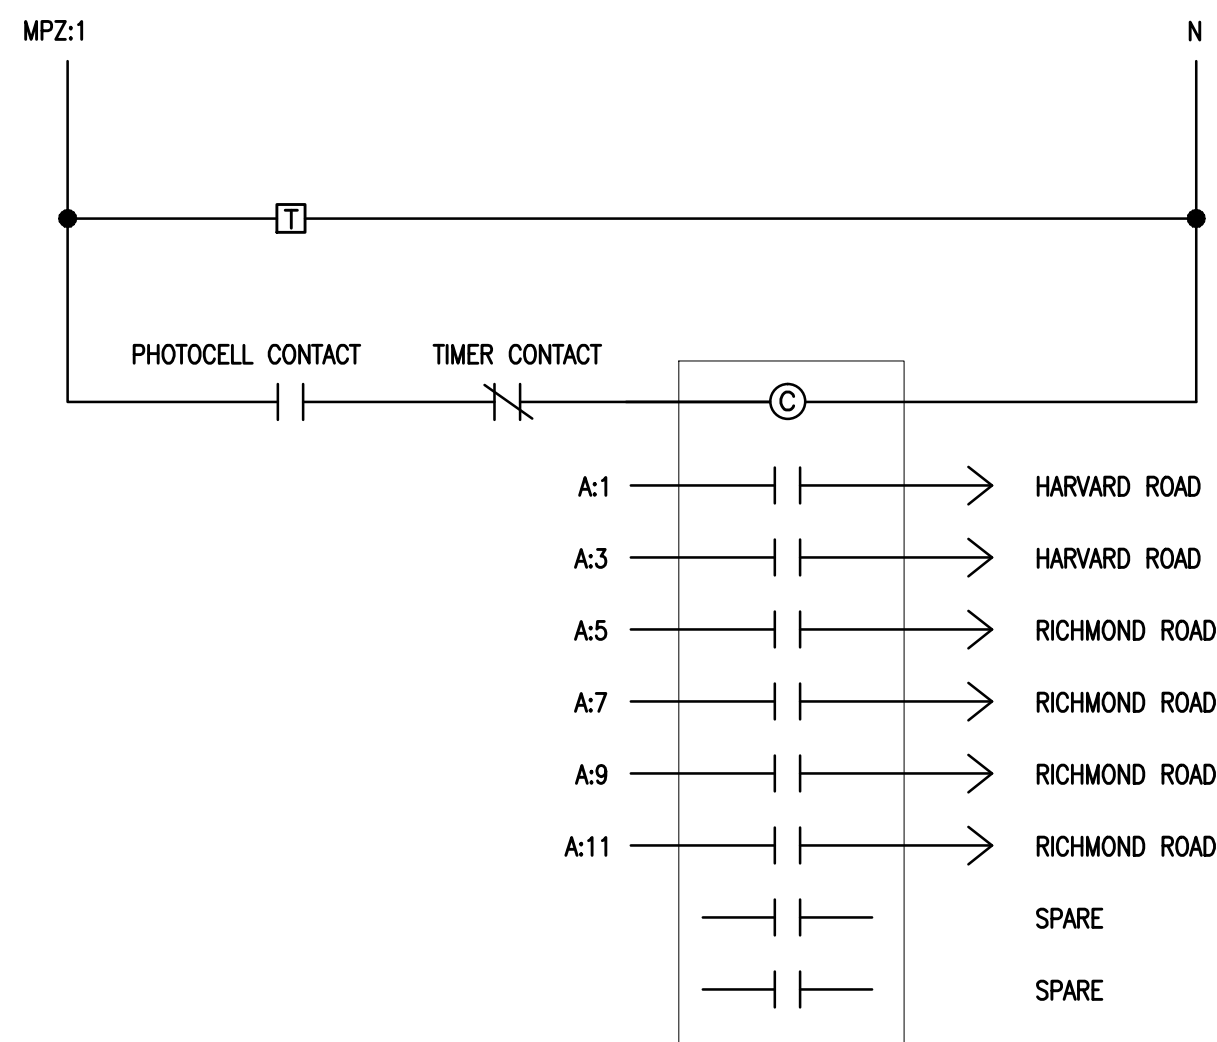 MPZ:1 N
T
PHOTOCELL CONTACT TIMER CONTACT
C
A:1 HARVARD ROAD
A:3 HARVARD ROAD
A:5 RICHMOND ROAD
A:7 RICHMOND ROAD
A:9 RICHMOND ROAD
A:11 RICHMOND ROAD
SPARE
SPARE